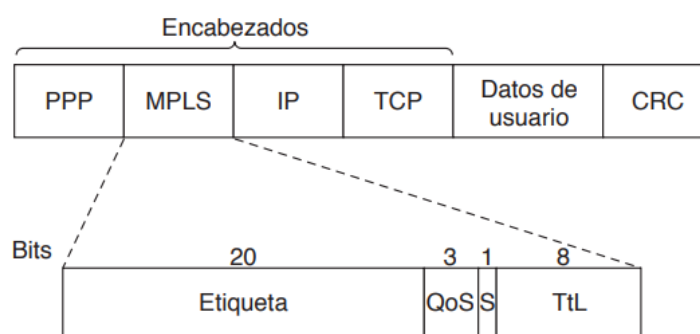 Encabezados
PPP MPLS IP TCP Datos de usuario CRC
Bits 20 3 1 8
Etiqueta QoS S TtL